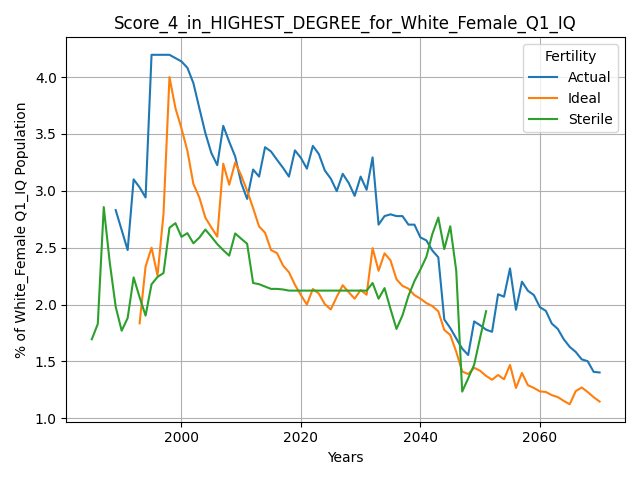 Score_4_in_HIGHEST_DEGREE_for_White_Female_Q1_IQ
% of White_Female Q1_IQ Population
4.0
3.5
3.0
2.5
2.0
1.5
1.0
2000
2020
2040
2060
Years
Fertility
Actual
Ideal
Sterile